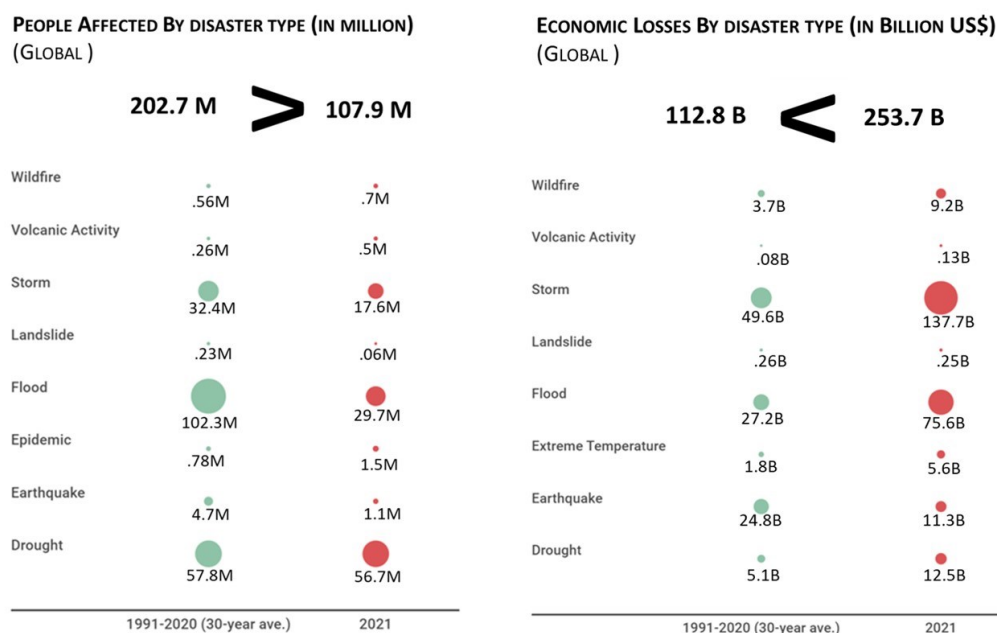 PEOPLE AFFECTED BY DISASTER TYPE (IN MILLION)
(GLOBAL )
202.7 M > 107.9 M
Wildfire
.56M .7M
Volcanic Activity
.26M .5M
Storm
32.4M 17.6M
Landslide
.23M .06M
Flood
102.3M 29.7M
Epidemic
.78M 1.5M
Earthquake
4.7M 1.1M
Drought
57.8M 56.7M
1991-2020 (30-year ave.) 2021
ECONOMIC LOSSES BY DISASTER TYPE (IN BILLION US$)
(GLOBAL )
112.8 B < 253.7 B
Wildfire
3.7B 9.2B
Volcanic Activity
.08B .13B
Storm
49.6B 137.7B
Landslide
.26B .25B
Flood
27.2B 75.6B
Extreme Temperature
1.8B 5.6B
Earthquake
24.8B 11.3B
Drought
5.1B 12.5B
1991-2020 (30-year ave.) 2021